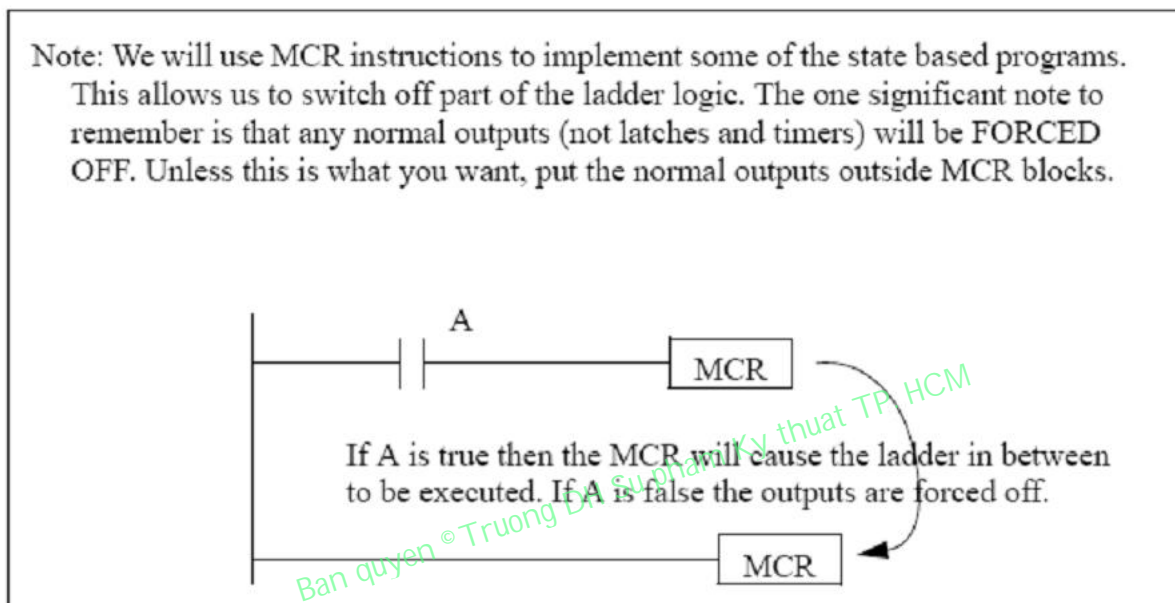 Note: We will use MCR instructions to implement some of the state based programs.
This allows us to switch off part of the ladder logic. The one significant note to
remember is that any normal outputs (not latches and timers) will be FORCED
OFF. Unless this is what you want, put the normal outputs outside MCR blocks.
A
MCR
If A is true then the MCR will cause the ladder in between
to be executed. If A is false the outputs are forced off.
MCR
Ban quyen © Truong DH Su pham Ky thuat TP. HCM